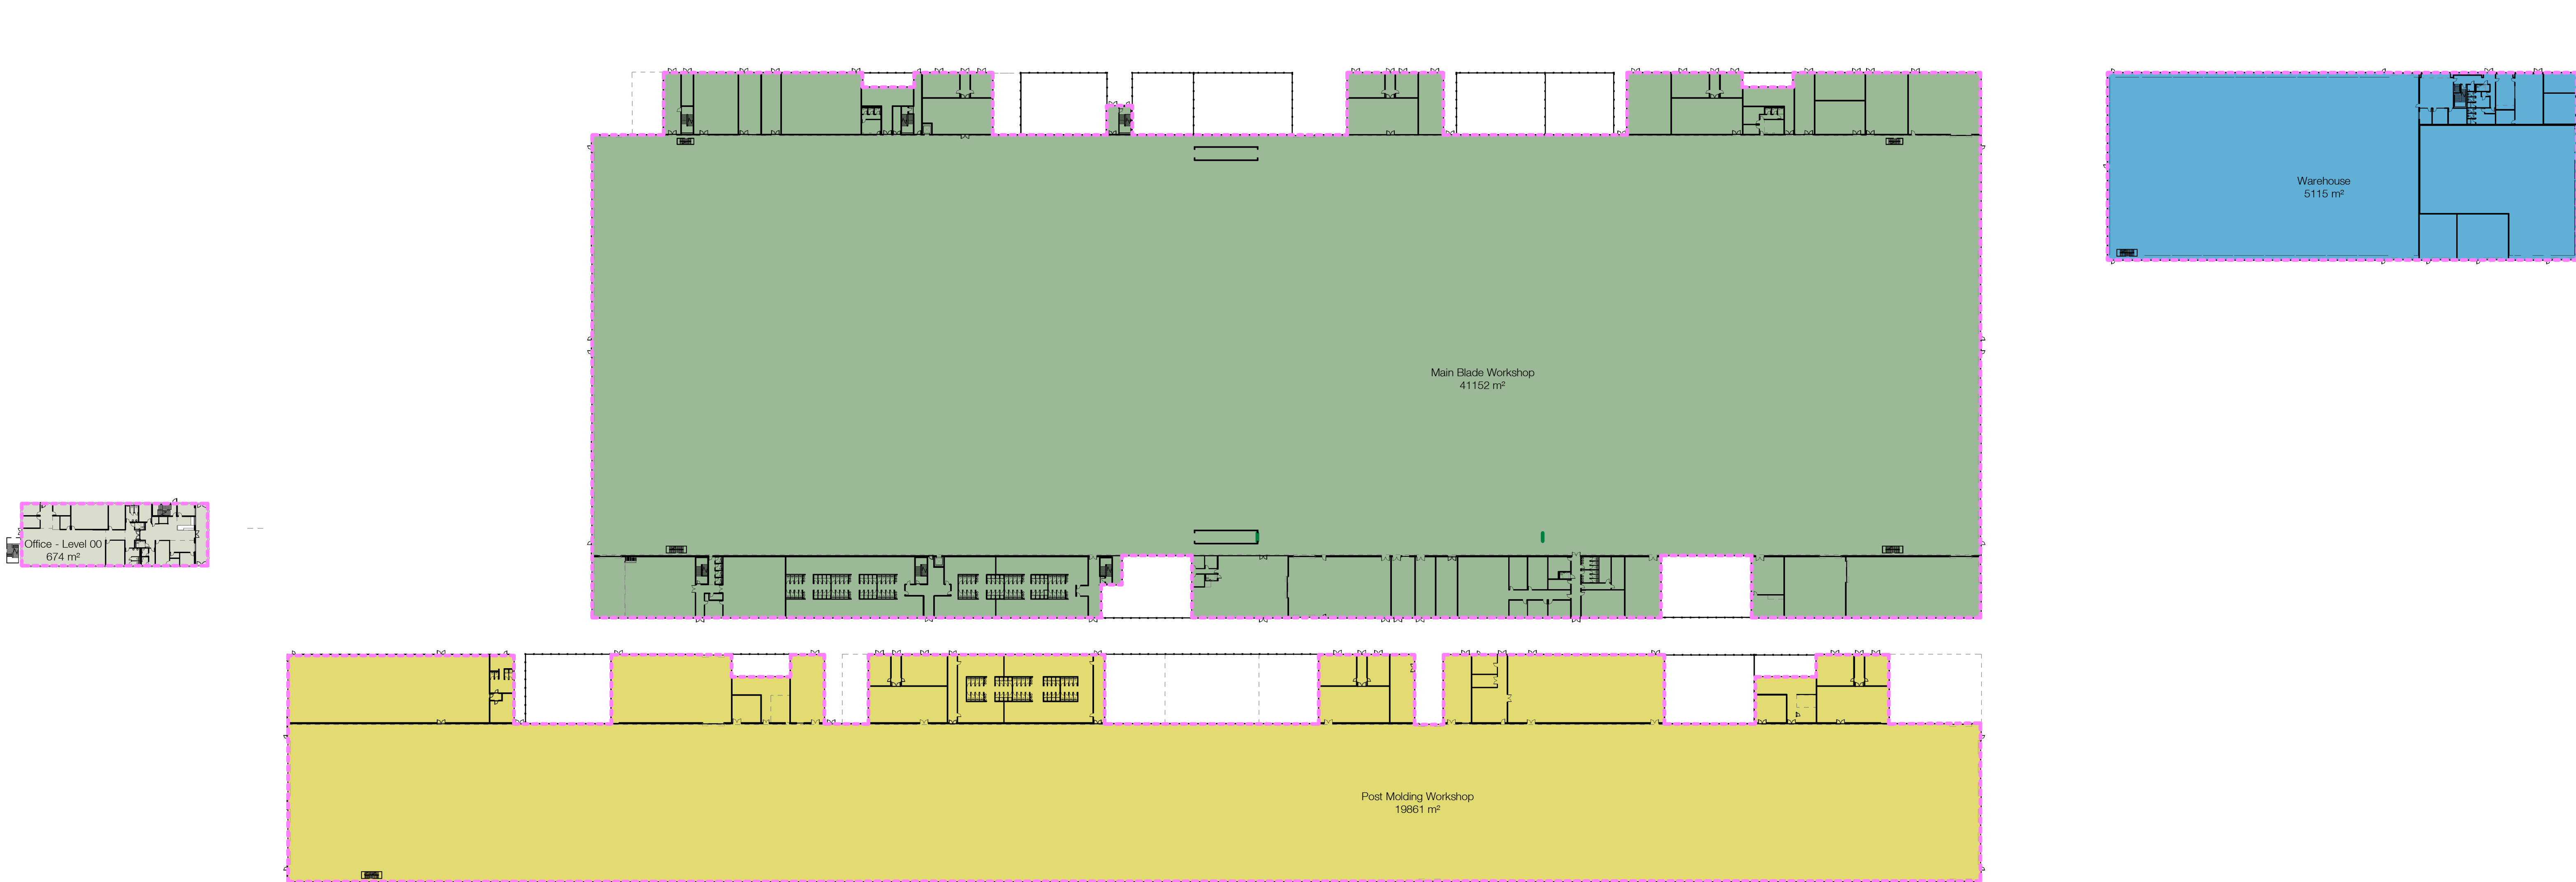 Warehouse
5115 m²
Main Blade Workshop
41152 m²
Office - Level 00
674 m²
Post Molding Workshop
19861 m²